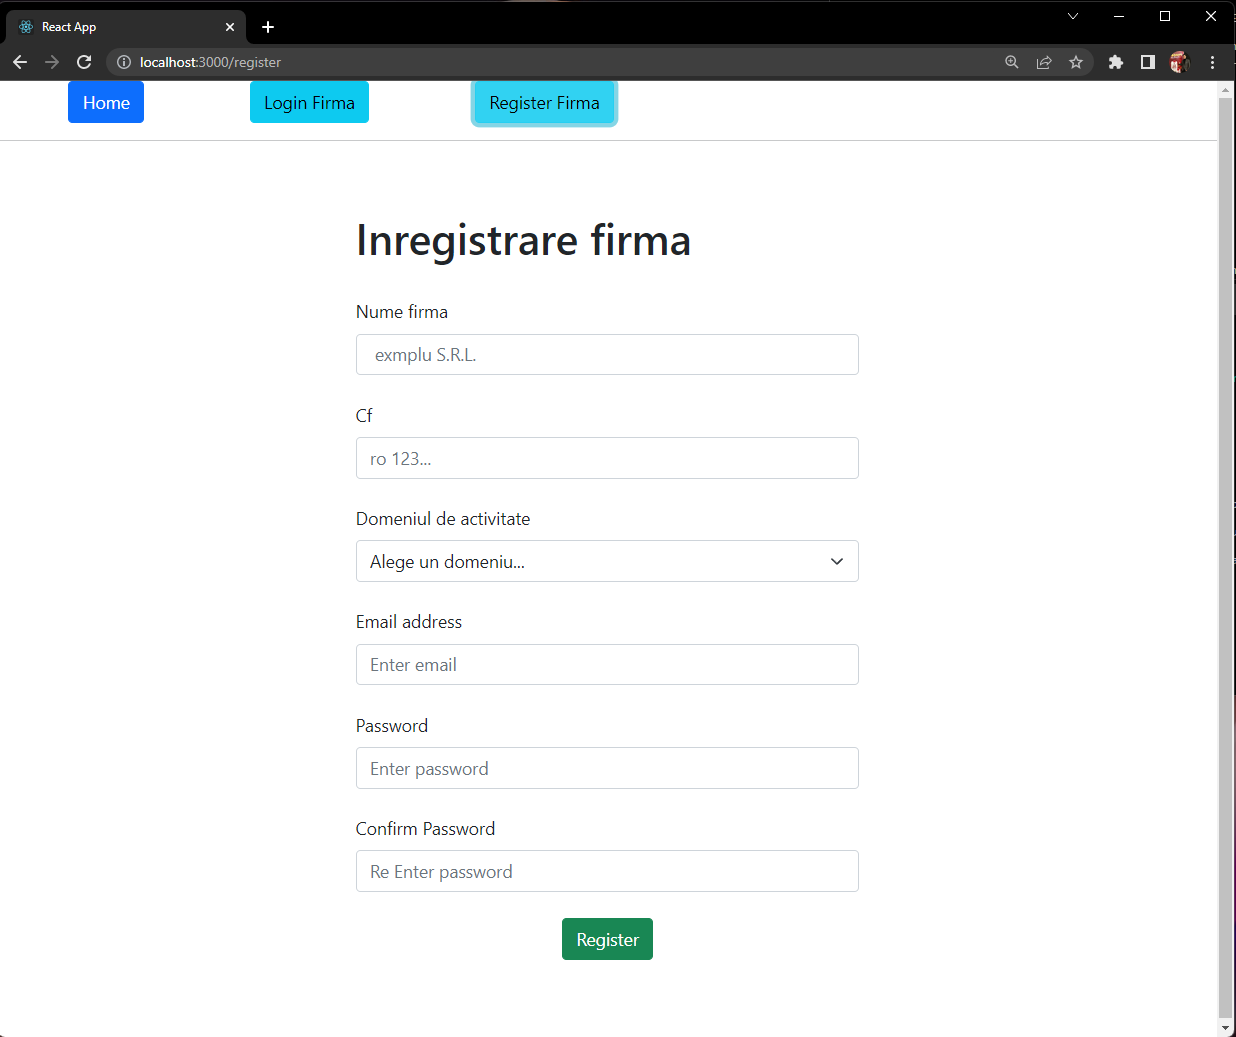 React App
localhost:3000/register
Home
Login Firma
Register Firma
Inregistrare firma
Nume firma
exmplu S.R.L.
Cf
ro 123...
Domeniul de activitate
Alege un domeniu...
Email address
Enter email
Password
Enter password
Confirm Password
Re Enter password
Register